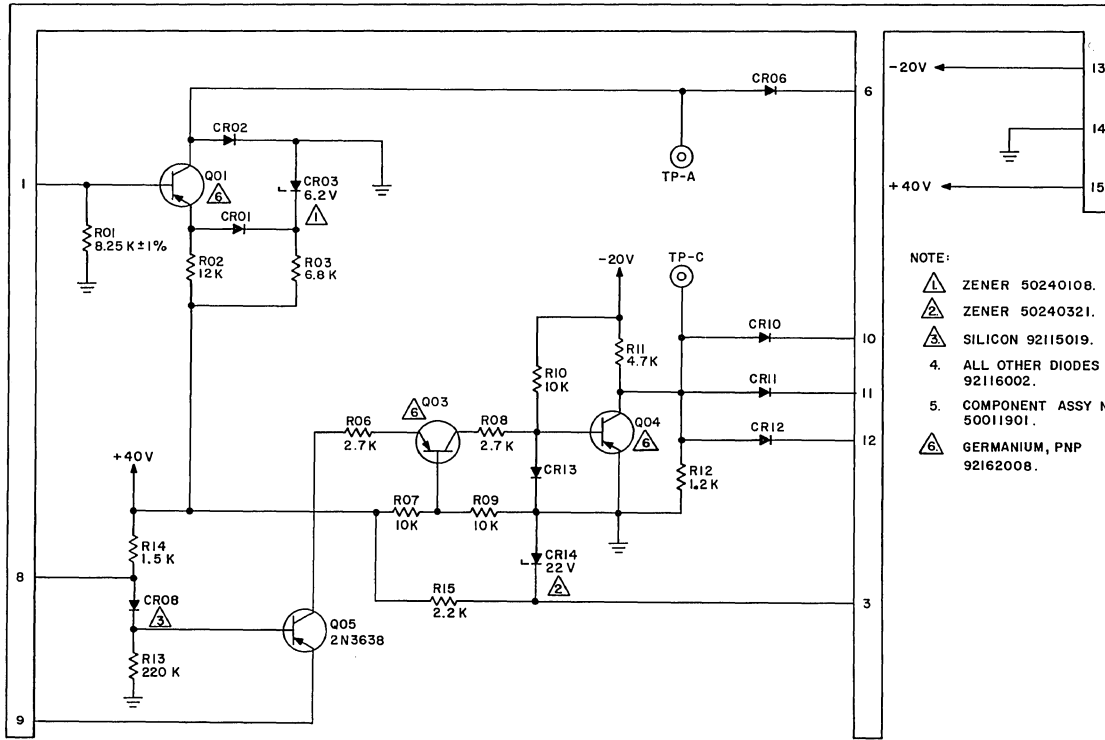 1
8
9
6
10
11
12
3
13
14
15
-20V
+40V
CR06
TP-A
CR02
Q01
6
CR03
6.2V
1
CR01
R01
8.25K±1%
R02
12K
R03
6.8K
-20V
TP-C
R11
4.7K
R10
10K
CR10
CR11
CR12
6
Q03
R06
2.7K
R08
2.7K
Q04
6
CR13
R12
1.2K
+40V
R07
10K
R09
10K
R14
1.5K
CR14
22V
2
CR08
3
R15
2.2K
Q05
2N3638
R13
220K
NOTE:
1. ZENER 50240108.
2. ZENER 50240321.
3. SILICON 92115019.
4. ALL OTHER DIODES
92116002.
5. COMPONENT ASSY N
50011901.
6. GERMANIUM, PNP
92162008.